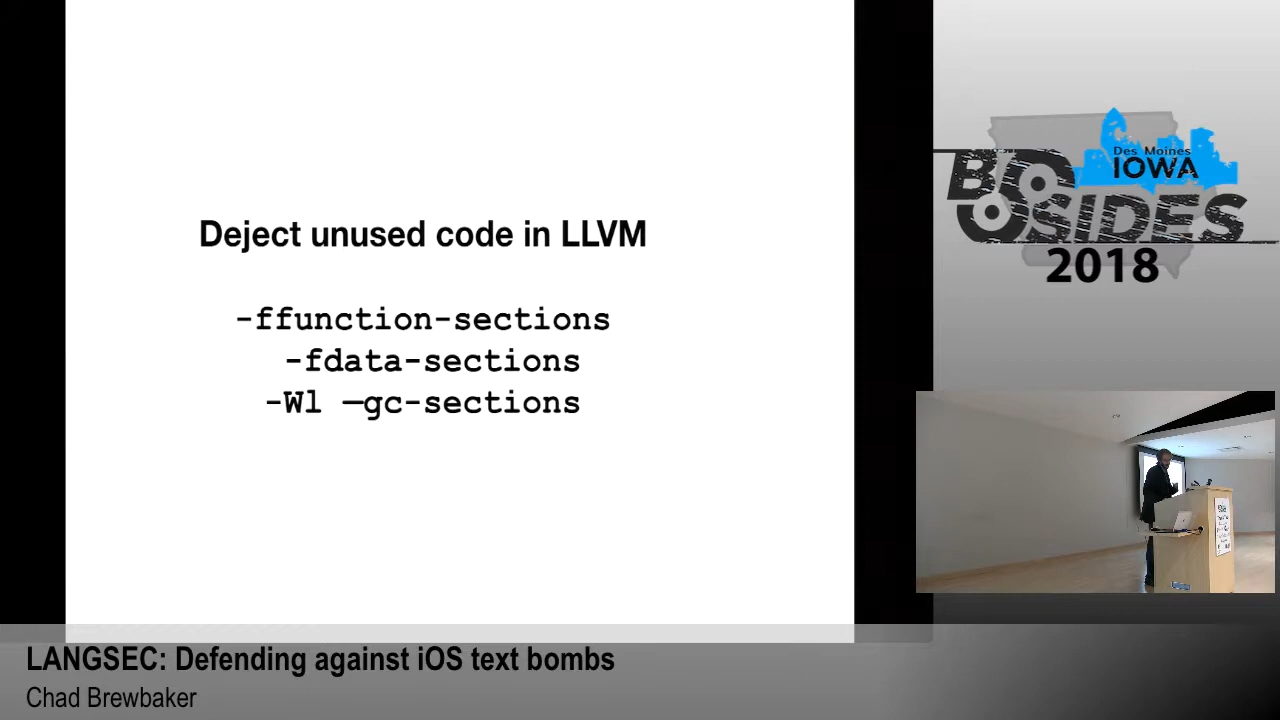 Deject unused code in LLVM
-ffunction-sections
-fdata-sections
-Wl —gc-sections
Des Moines
IOWA
BSIDES
2018
LANGSEC: Defending against iOS text bombs
Chad Brewbaker